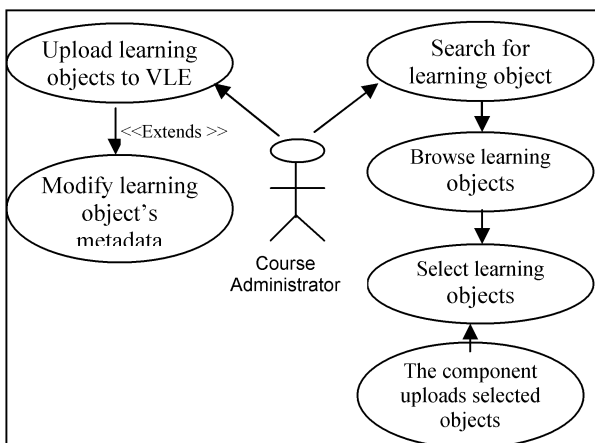 Upload learning
objects to VLE
<<Extends >>
Modify learning
object's
metadata
Course
Administrator
Search for
learning object
Browse learning
objects
Select learning
objects
The component
uploads selected
objects